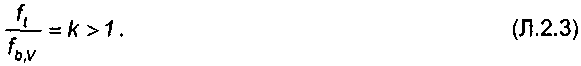 f_t / f_{b,V} = k > 1. (Л.2.3)